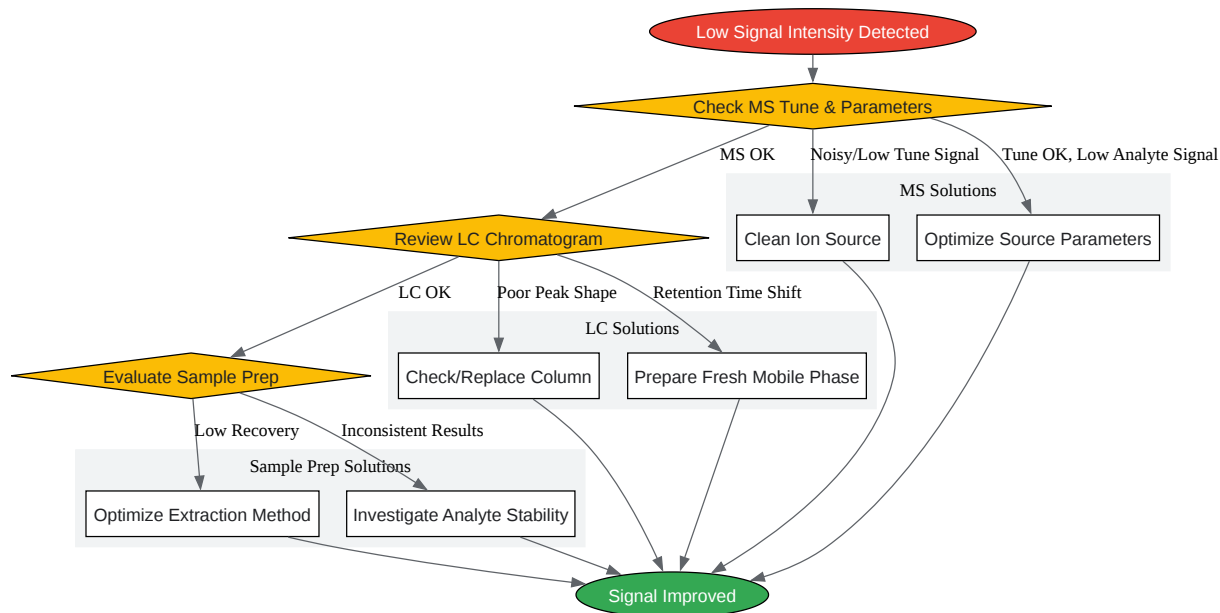 Low Signal Intensity Detected
Check MS Tune & Parameters
MS OK
Noisy/Low Tune Signal
Tune OK, Low Analyte Signal
MS Solutions
Review LC Chromatogram
Clean Ion Source
Optimize Source Parameters
LC OK
Poor Peak Shape
Retention Time Shift
LC Solutions
Evaluate Sample Prep
Check/Replace Column
Prepare Fresh Mobile Phase
Low Recovery
Inconsistent Results
Sample Prep Solutions
Optimize Extraction Method
Investigate Analyte Stability
Signal Improved